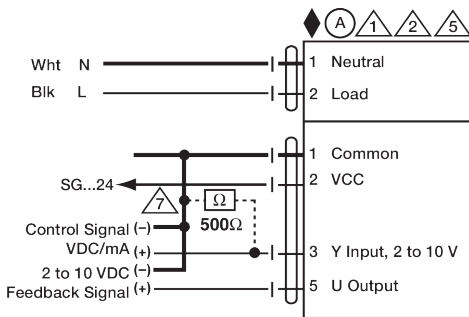 A 1 2 5
Wht N 1 Neutral
Blk L 2 Load
1 Common
SG...24 2 VCC
7 Ω
500Ω
Control Signal (-)
VDC/mA (+) 3 Y Input, 2 to 10 V
2 to 10 VDC (-)
Feedback Signal (+) 5 U Output